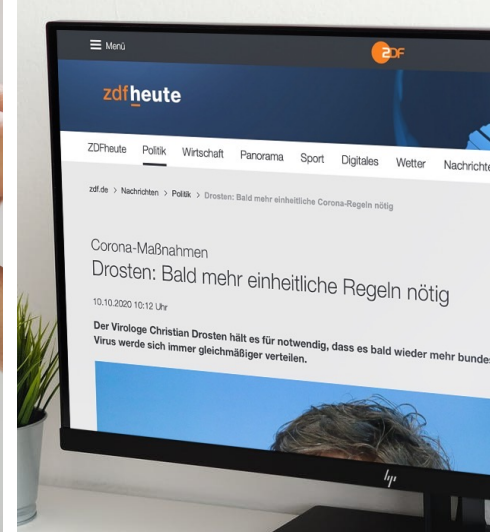 Menü
ZDF
zdfheute
ZDFheute Politik Wirtschaft Panorama Sport Digitales Wetter
zdf.de > Nachrichten > Politik > Drosten: Bald mehr einheitliche Corona-Regeln nötig
Corona-Maßnahmen
Drosten: Bald mehr einheitliche Regeln nötig
10.10.2020 10:12 Uhr
Der Virologe Christian Drosten hält es für notwendig, dass es bald wieder mehr
Virus werde sich immer gleichmäßiger verteilen.
hp